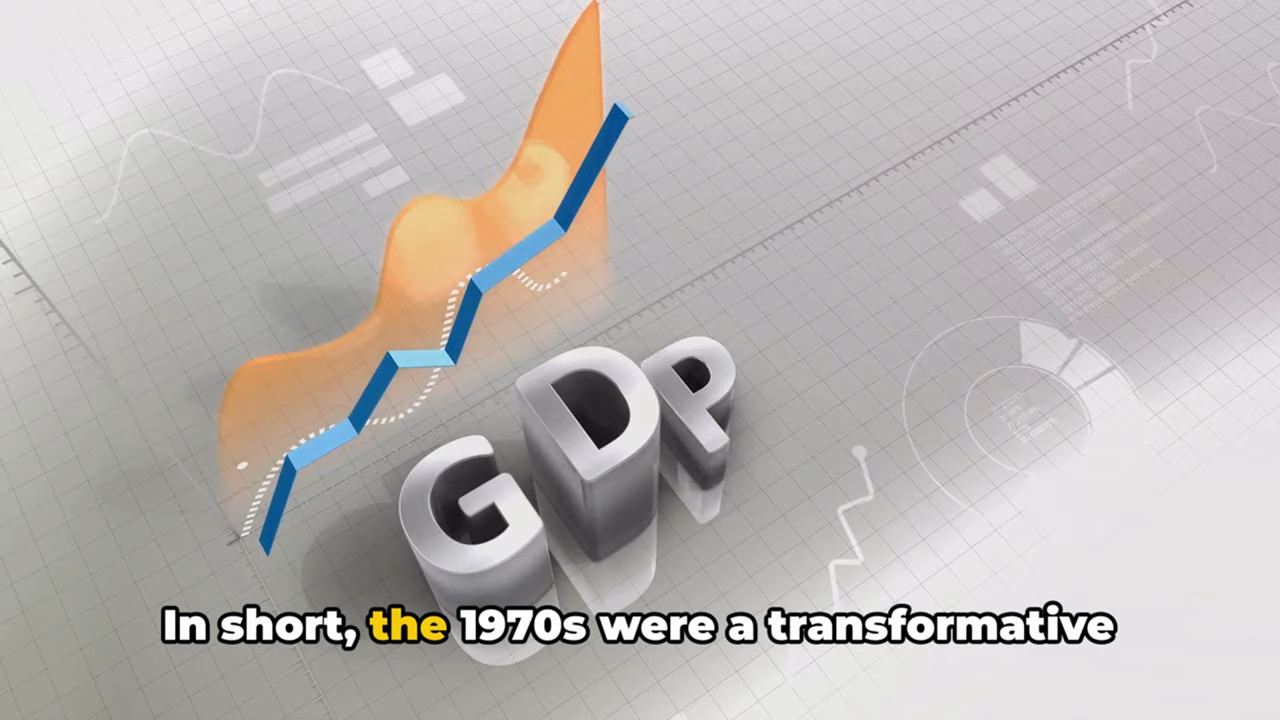 GDP
In short, the 1970s were a transformative